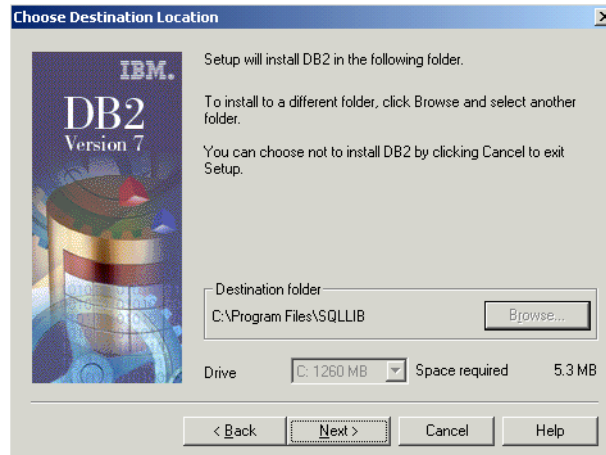 Choose Destination Location
IBM.
DB2
Version 7
Setup will install DB2 in the following folder.
To install to a different folder, click Browse and select another
folder.
You can choose not to install DB2 by clicking Cancel to exit
Setup.
Destination folder
C:\Program Files\SQLLIB
Browse...
Drive
C: 1260 MB
Space required
5.3 MB
< Back
Next >
Cancel
Help